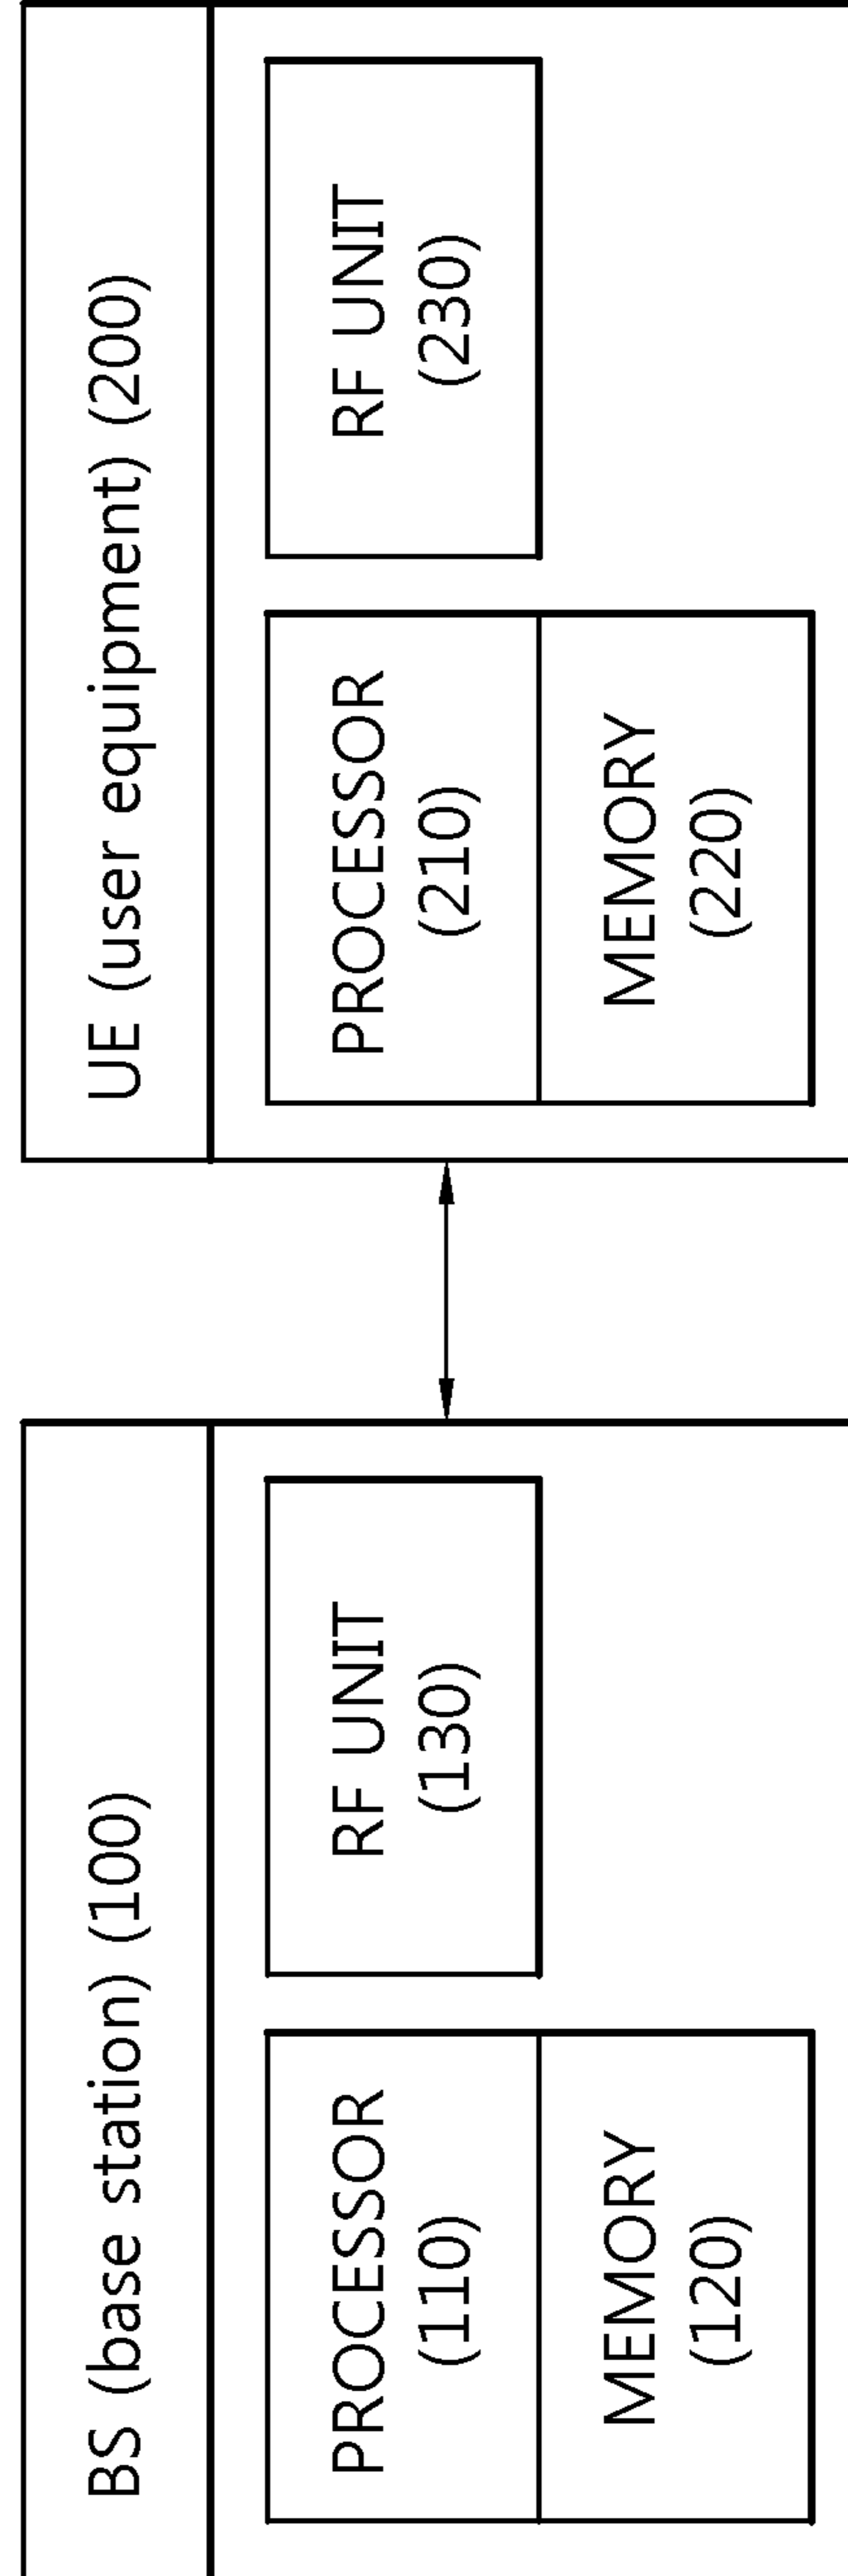 BS (base station) (100)
PROCESSOR
(110)
MEMORY
(120)
RF UNIT
(130)
UE (user equipment) (200)
PROCESSOR
(210)
MEMORY
(220)
RF UNIT
(230)